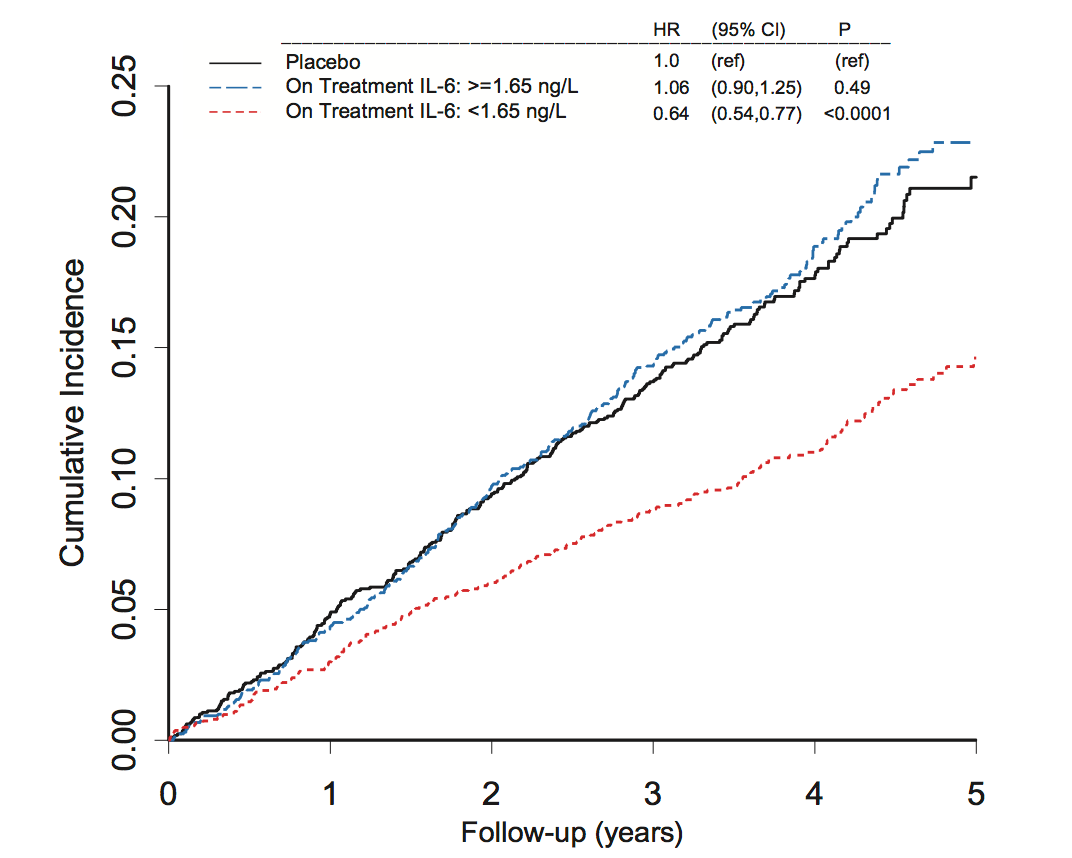 HR (95% CI) P
Placebo 1.0 (ref) (ref)
On Treatment IL-6: >=1.65 ng/L 1.06 (0.90,1.25) 0.49
On Treatment IL-6: <1.65 ng/L 0.64 (0.54,0.77) <0.0001
Cumulative Incidence
0.25
0.20
0.15
0.10
0.05
0.00
0 1 2 3 4 5
Follow-up (years)